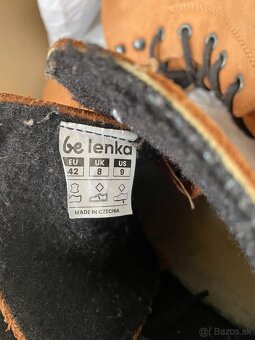 be lenka
EU UK US
42 8 9
MADE IN CZECHIA
© Bazos.sk